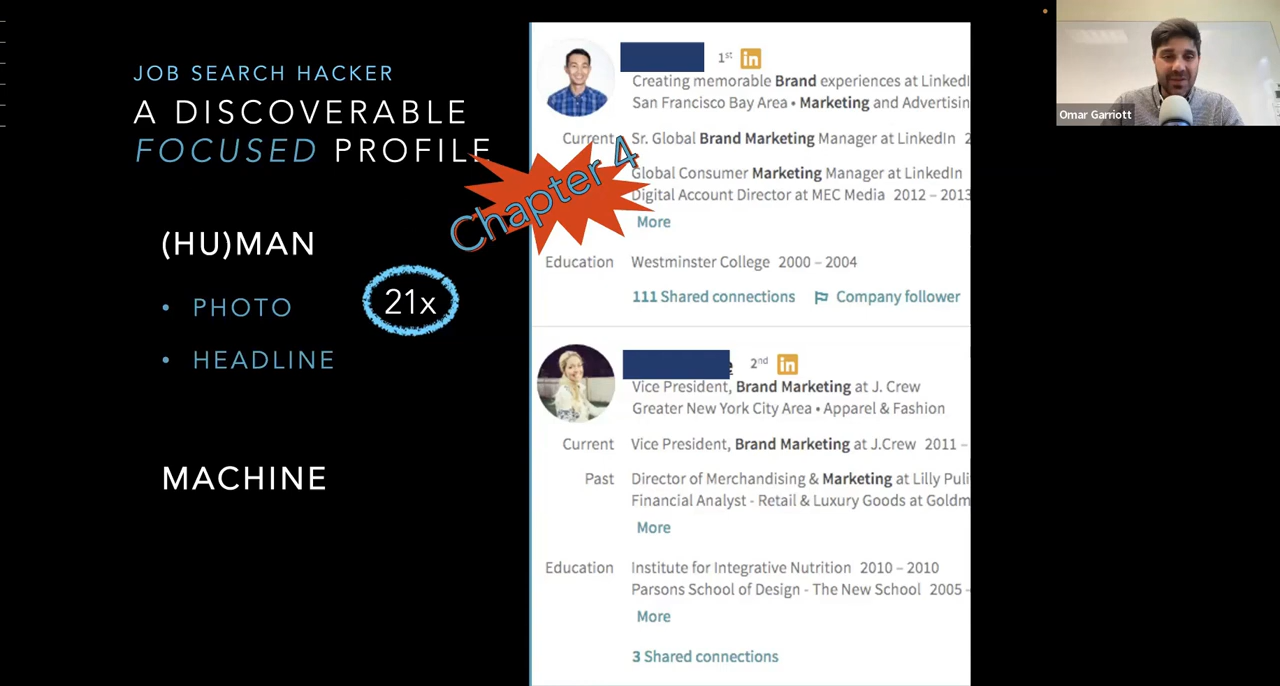 JOB SEARCH HACKER
A DISCOVERABLE
FOCUSED PROFILE
(HU)MAN
• PHOTO
• HEADLINE
21x
MACHINE
Chapter 4
1st in
Creating memorable Brand experiences at LinkedI
San Francisco Bay Area • Marketing and Advertisin
Current Sr. Global Brand Marketing Manager at LinkedIn 2
Global Consumer Marketing Manager at LinkedIn
Digital Account Director at MEC Media 2012 – 2013
More
Education Westminster College 2000 – 2004
111 Shared connections Company follower
2nd in
Vice President, Brand Marketing at J. Crew
Greater New York City Area • Apparel & Fashion
Current Vice President, Brand Marketing at J.Crew 2011 –
Past Director of Merchandising & Marketing at Lilly Puli
Financial Analyst - Retail & Luxury Goods at Goldm
More
Education Institute for Integrative Nutrition 2010 – 2010
Parsons School of Design - The New School 2005 -
More
3 Shared connections
Omar Garriott